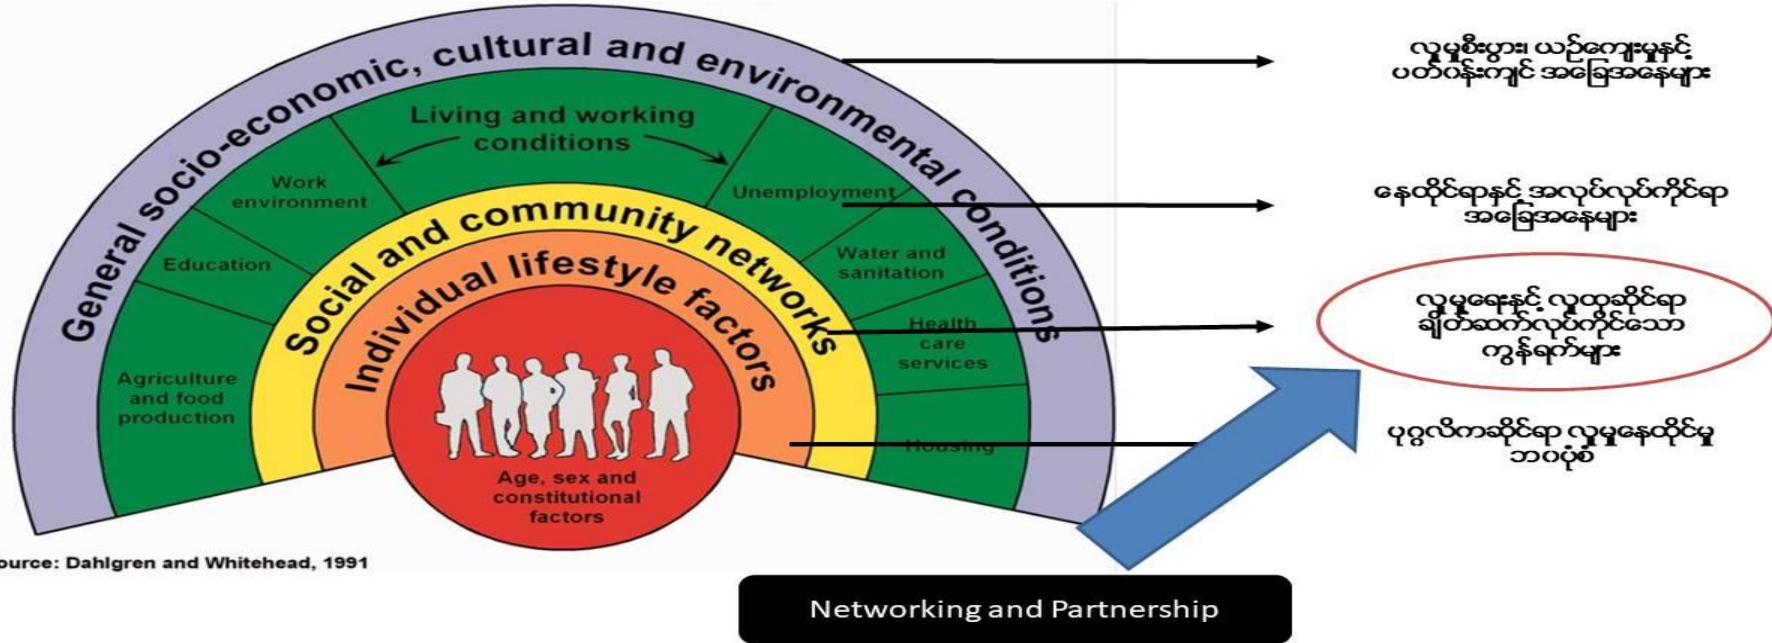 General socio-economic, cultural and environmental conditions
Living and working
conditions
Work
environment
Unemployment
Education
Water and
sanitation
Agriculture
and food
production
Health
care
services
Housing
Social and community networks
Individual lifestyle factors
Age, sex and
constitutional
factors
ource: Dahlgren and Whitehead, 1991
လူမှုစီးပွား၊ ယဉ်ကျေးမှုနှင့်
ပတ်ဝန်းကျင် အခြေအနေများ
နေထိုင်ရာနှင့် အလုပ်လုပ်ကိုင်ရာ
အခြေအနေများ
လူမှုရေးနှင့် လူထုဆိုင်ရာ
ချိတ်ဆက်လုပ်ကိုင်သော
ကွန်ရက်များ
ပုဂ္ဂလိကဆိုင်ရာ လူမှုနေထိုင်မှု
ဘဝပုံစံ
Networking and Partnership